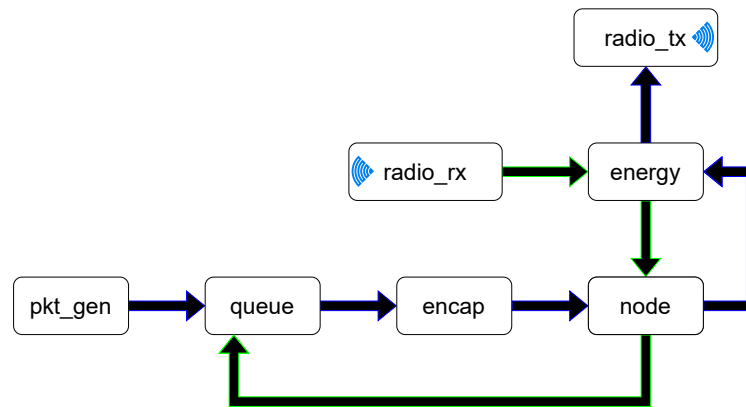 radio_tx
radio_rx
energy
pkt_gen
queue
encap
node